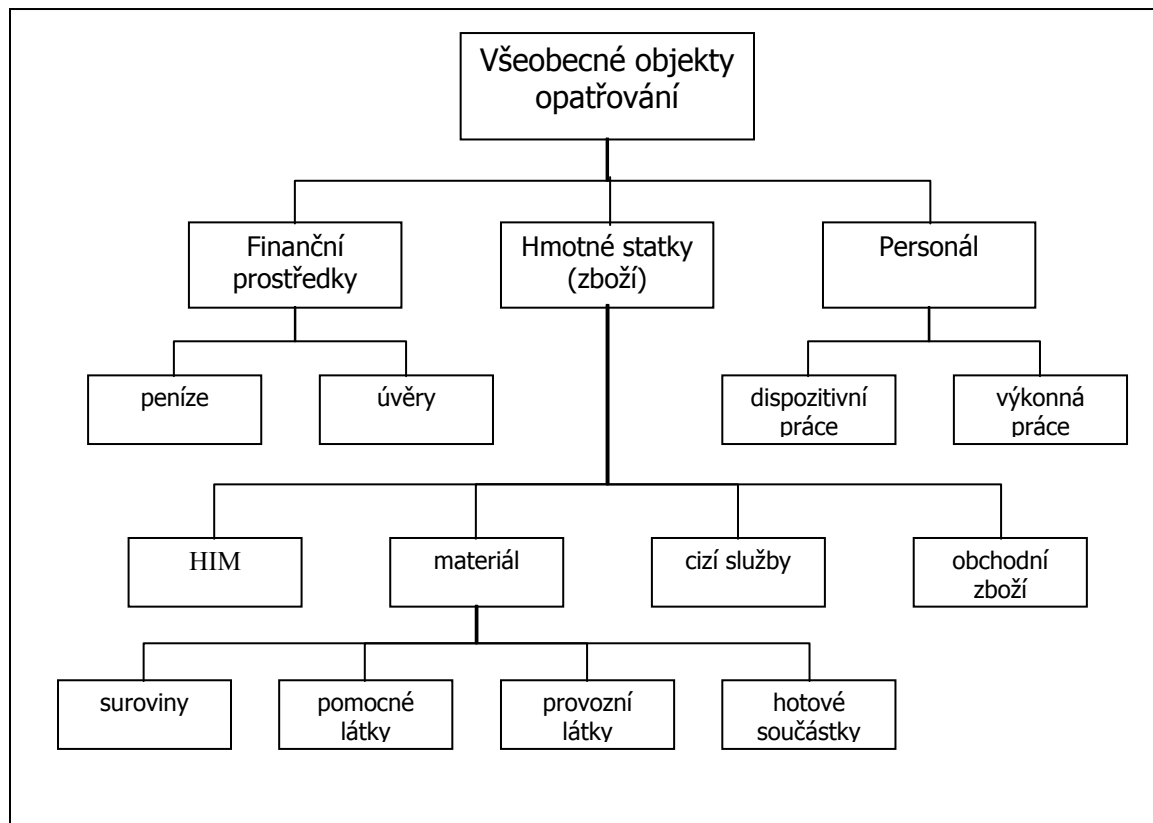 Všeobecné objekty
opatřování
Finanční
prostředky
Hmotné statky
(zboží)
Personál
peníze
úvěry
dispozitivní
práce
výkonná
práce
HIM
materiál
cizí služby
obchodní
zboží
suroviny
pomocné
látky
provozní
látky
hotové
součástky